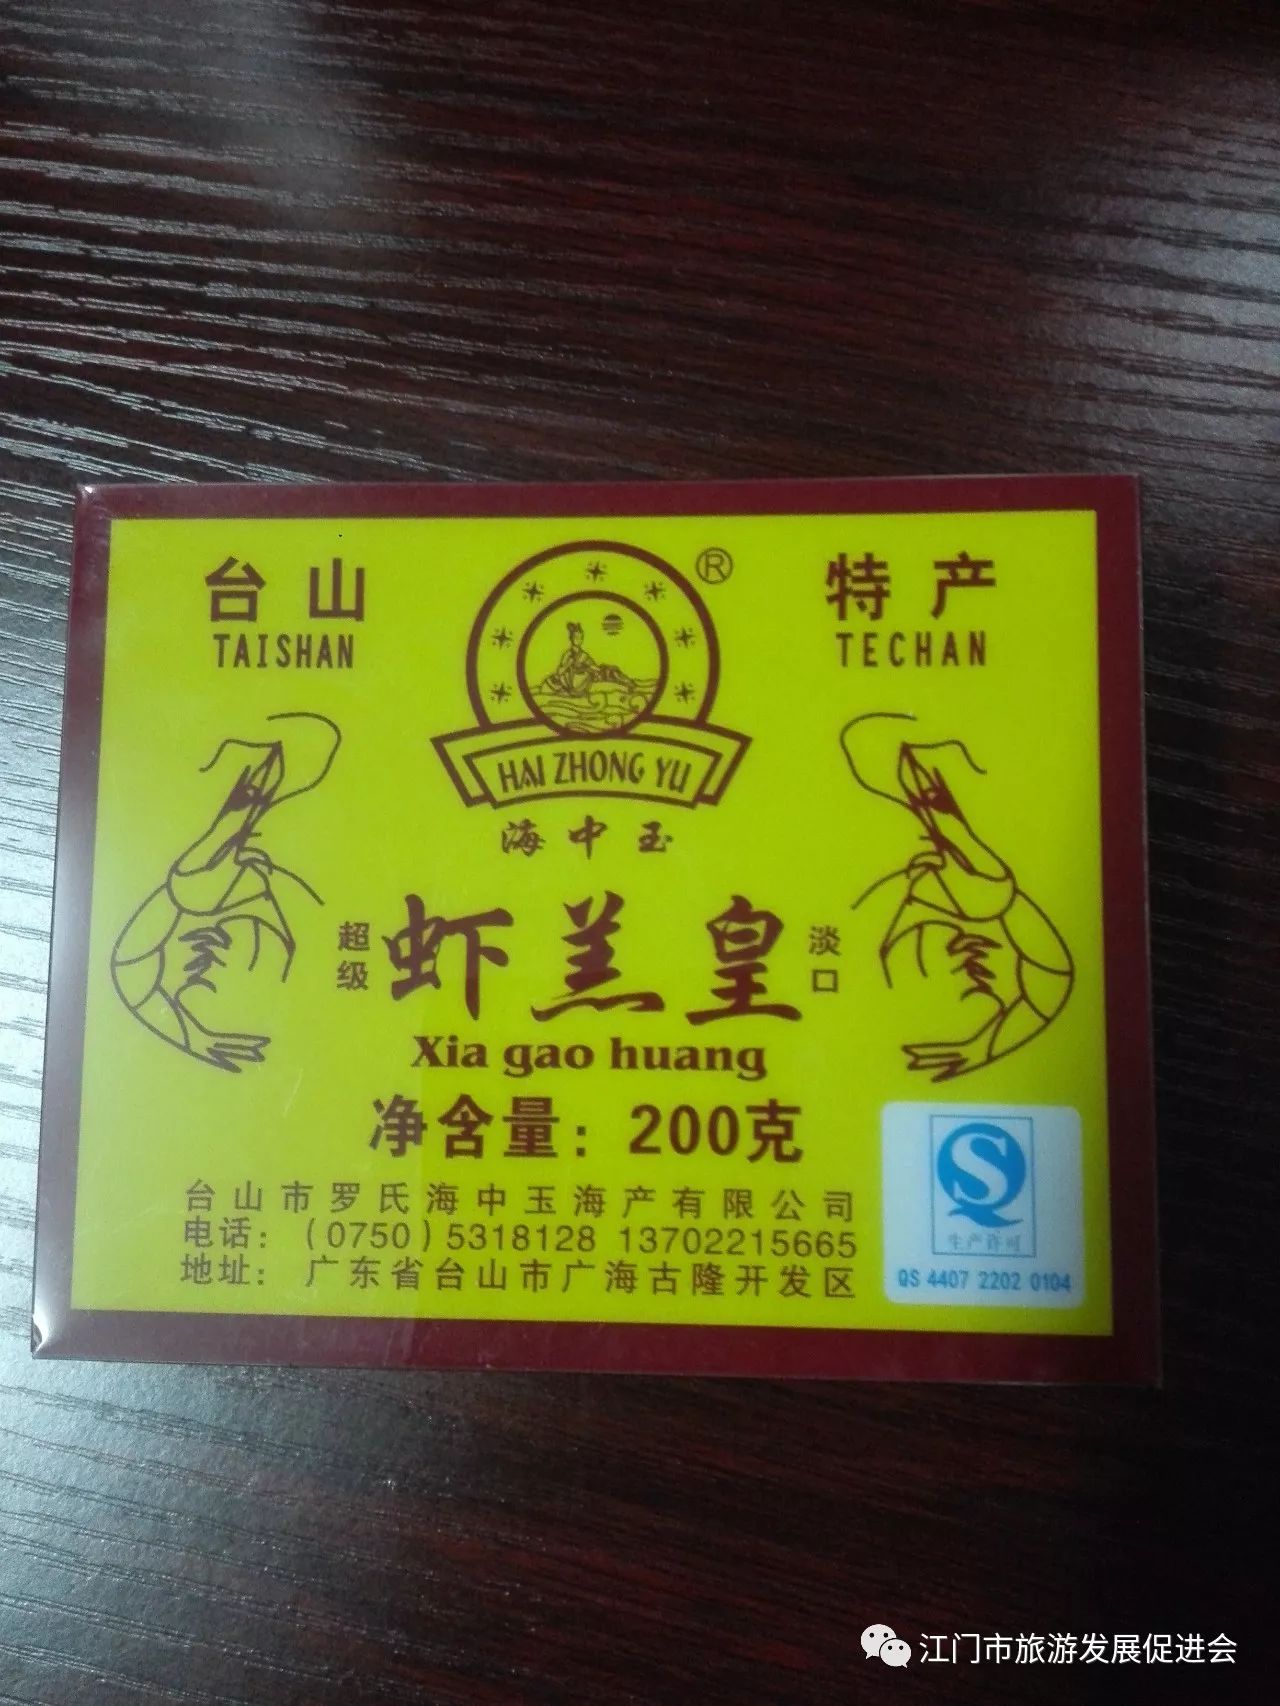 台山
TAISHAN
®
特产
TECHAN
HAI ZHONG YU
海中玉
超级
虾羔皇
淡口
Xia gao huang
净含量：200克
台山市罗氏海中玉海产有限公司
电话：（0750）5318128 13702215665
地址： 广东省台山市广海古隆开发区
生产许可
QS 4407 2202 0104
江门市旅游发展促进会